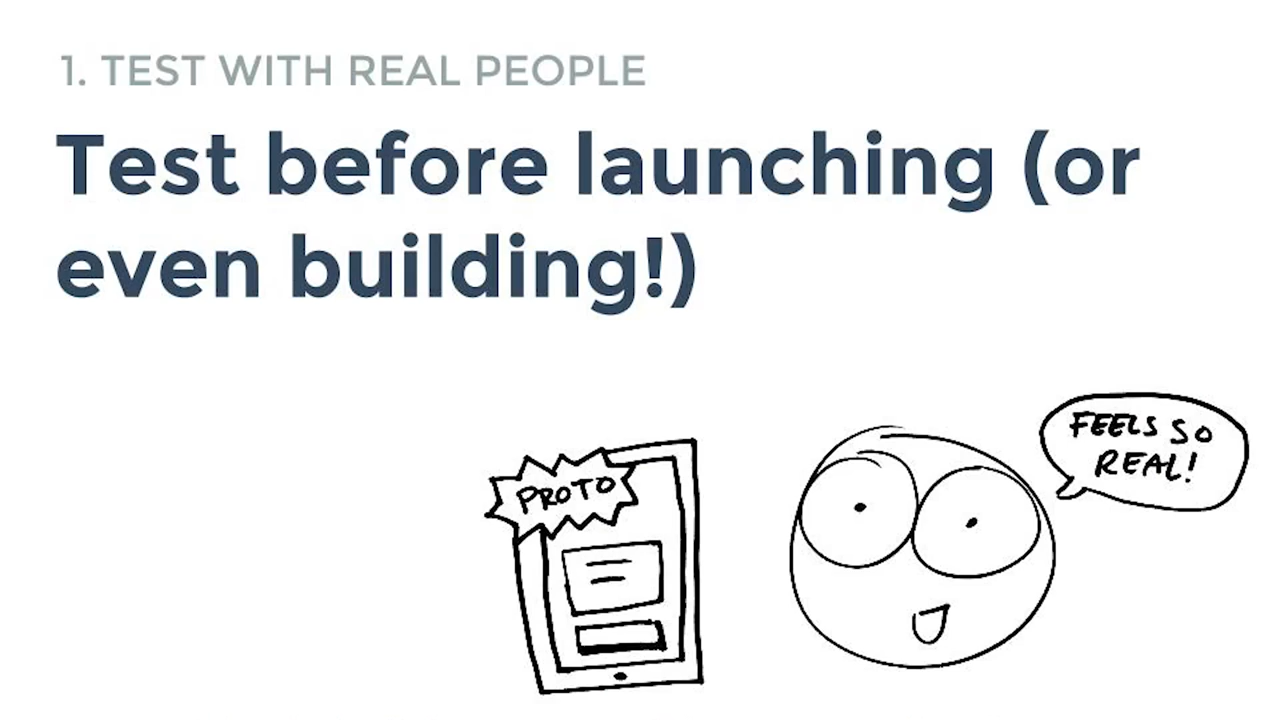 1. TEST WITH REAL PEOPLE
Test before launching (or
even building!)
PROTO
FEELS SO
REAL!